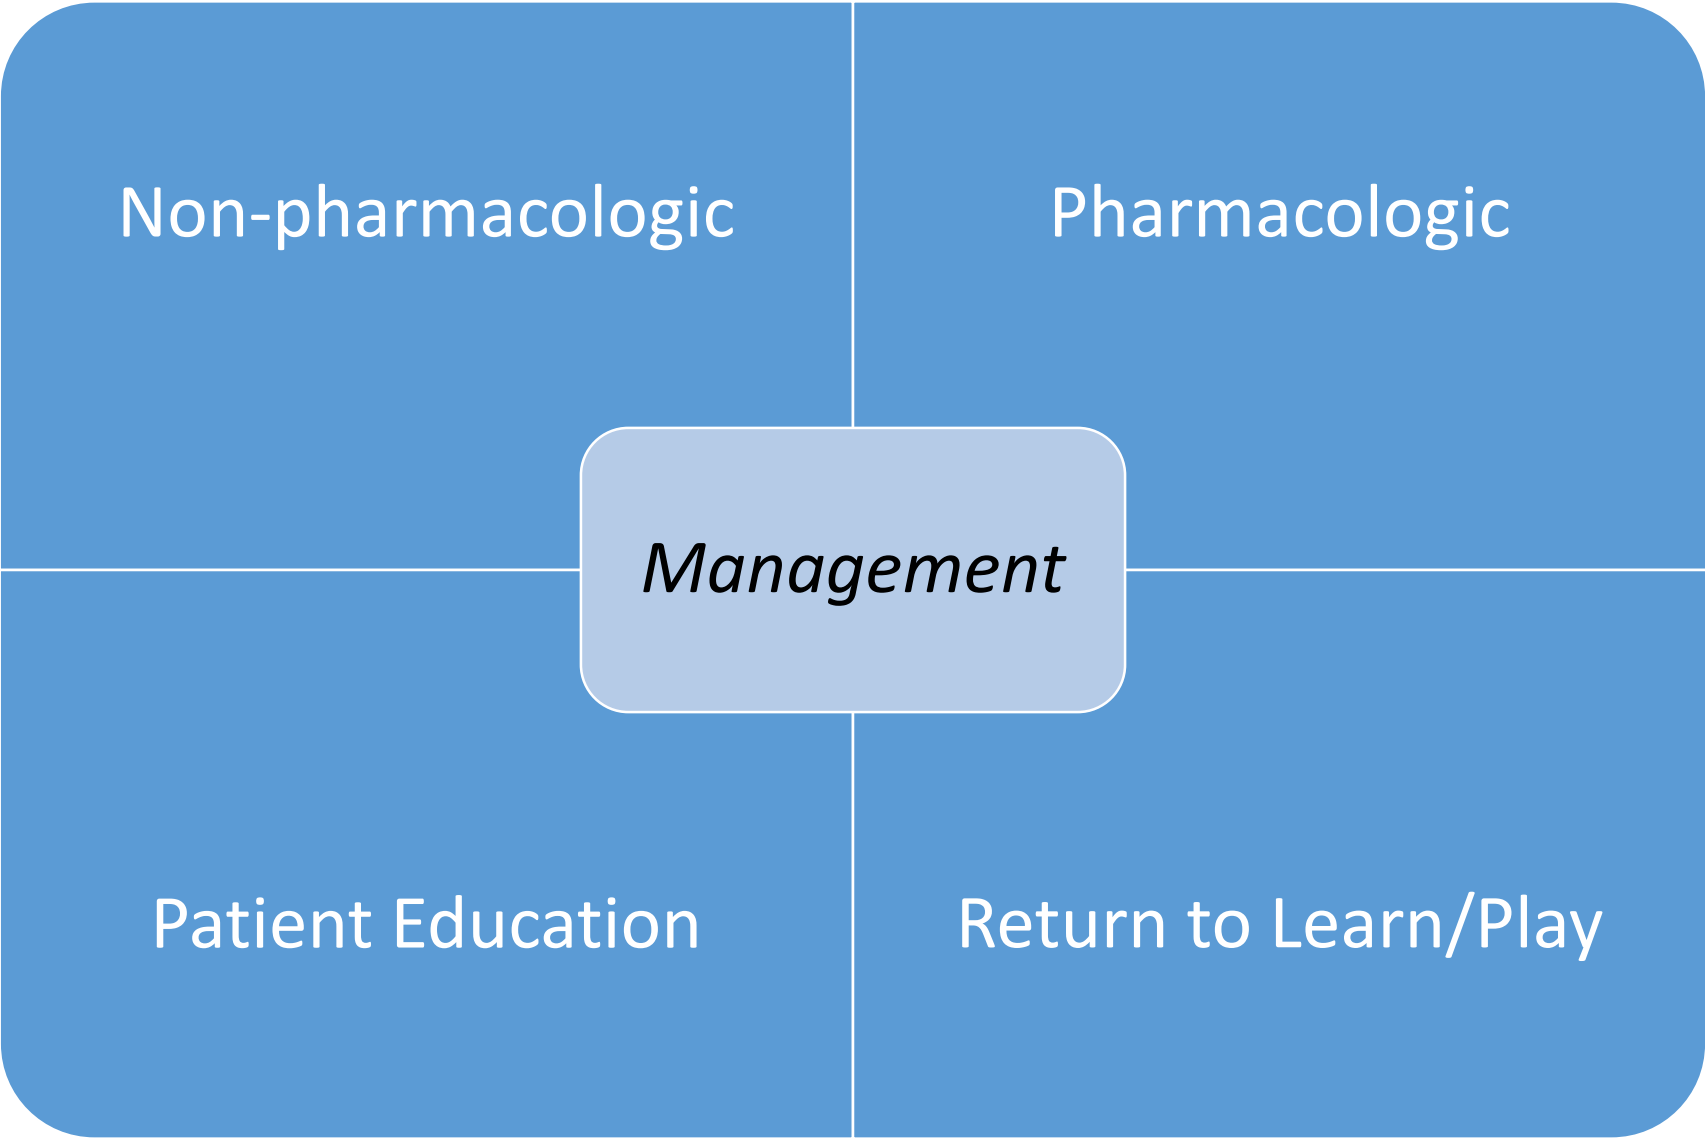 Non-pharmacologic
Pharmacologic
Management
Patient Education
Return to Learn/Play